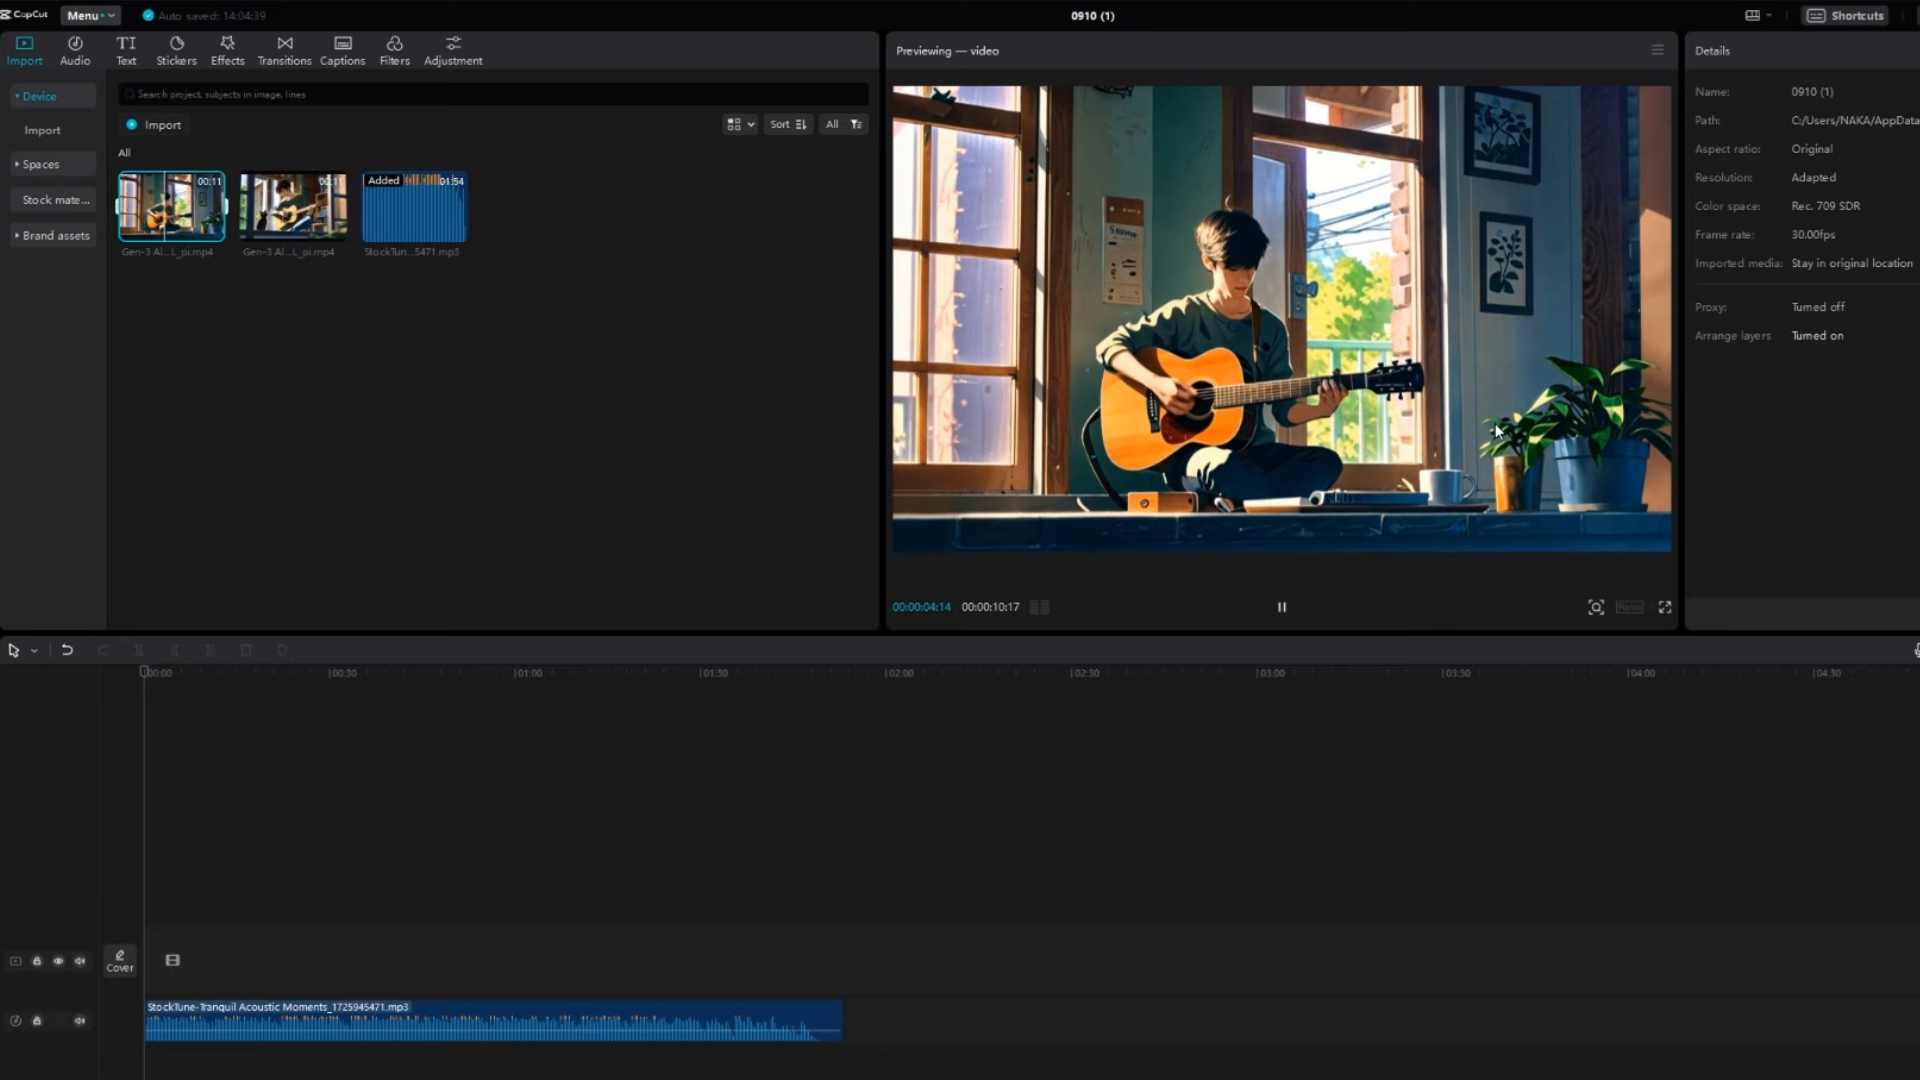 CapCut
Menu
Auto saved: 14:04:39
0910 (1)
Shortcuts
Import
Audio
TI
Text
Stickers
Effects
Transitions
Captions
Filters
Adjustment
Device
Import
Spaces
Stock mate...
Brand assets
Search project, subjects in image, lines
Import
Sort
All
All
00:11
00:11
Added
01:54
Gen-3 Al...L_pi.mp4
Gen-3 Al...L_pi.mp4
StockTun...5471.mp3
Previewing — video
00:00:04:14
00:00:10:17
Ratio
Details
Name: 0910 (1)
Path: C:/Users/NAKA/AppData
Aspect ratio: Original
Resolution: Adapted
Color space: Rec. 709 SDR
Frame rate: 30.00fps
Imported media: Stay in original location
Proxy: Turned off
Arrange layers Turned on
00:00
00:30
01:00
01:30
02:00
02:30
03:00
03:30
04:00
04:30
Cover
StockTune-Tranquil Acoustic Moments_1725945471.mp3